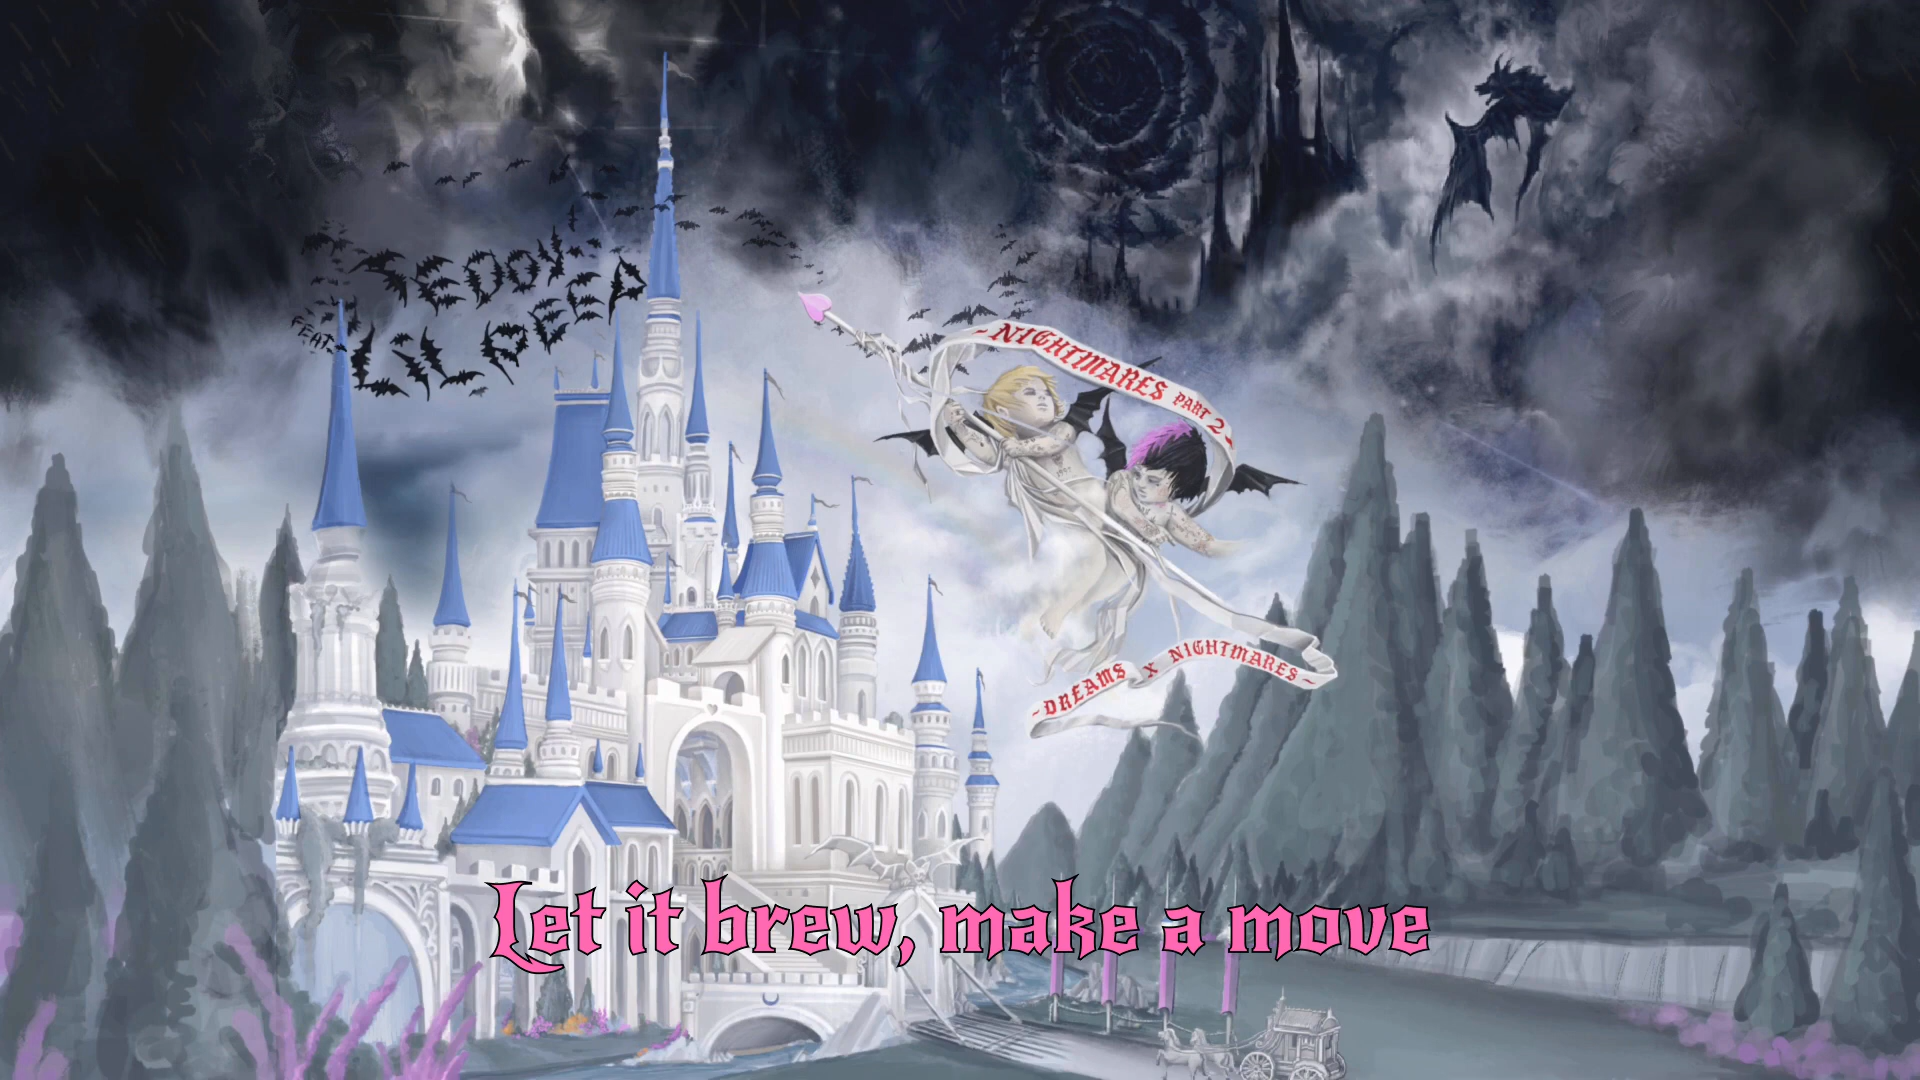 TEDDY
FEAT
LIL PEEP
~NIGHTMARES PART 2~
~DREAMS X NIGHTMARES~
Let it brew, make a move